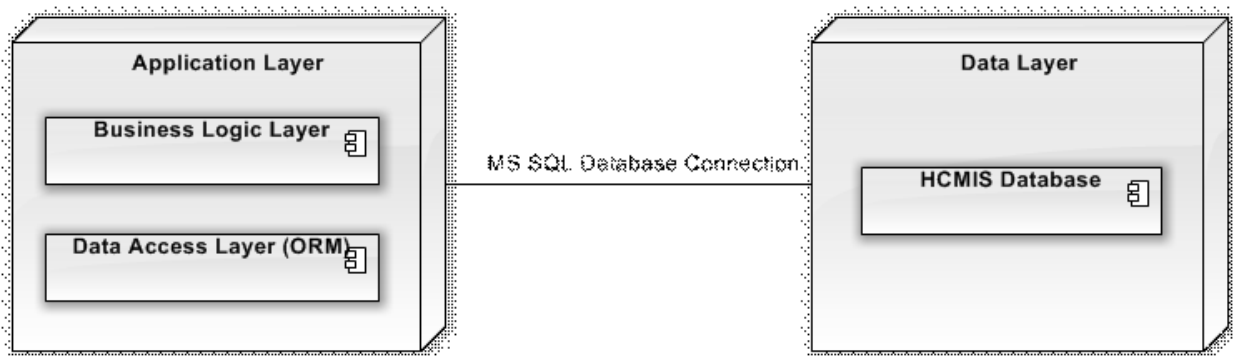 Application Layer
Business Logic Layer
Data Access Layer (ORM)
MS SQL Database Connection
Data Layer
HCMIS Database